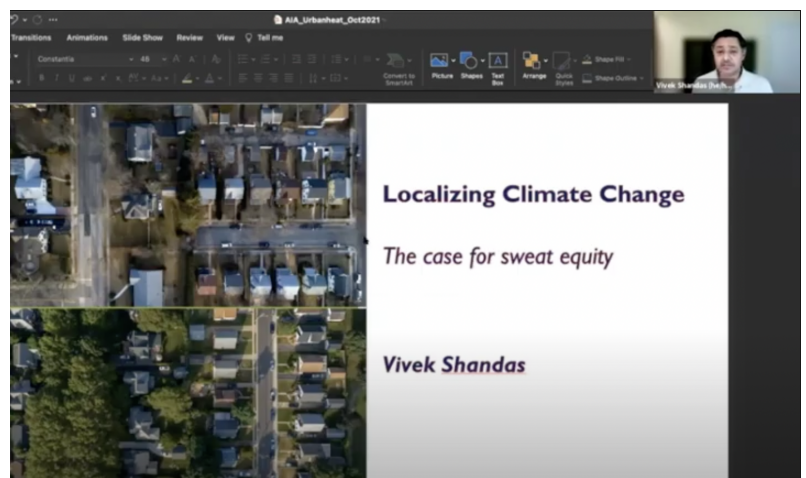 AIA_Urbanheat_Oct2021
Transitions Animations Slide Show Review View Tell me
Constantia 48
Convert to
SmartArt
Picture Shapes Text
Box
Arrange Quick
Styles
Shape Fill
Shape Outline
Vivek Shandas (he/h...
Localizing Climate Change
The case for sweat equity
Vivek Shandas